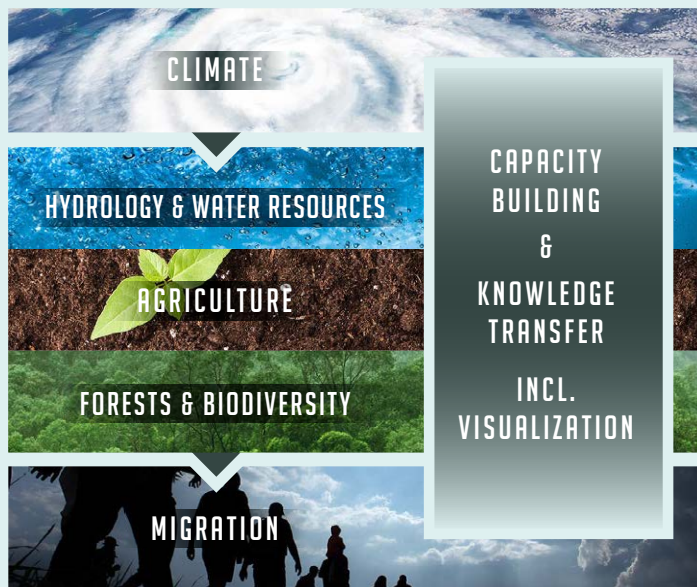 CLIMATE
HYDROLOGY & WATER RESOURCES
AGRICULTURE
FORESTS & BIODIVERSITY
MIGRATION
CAPACITY
BUILDING
&
KNOWLEDGE
TRANSFER
INCL.
VISUALIZATION